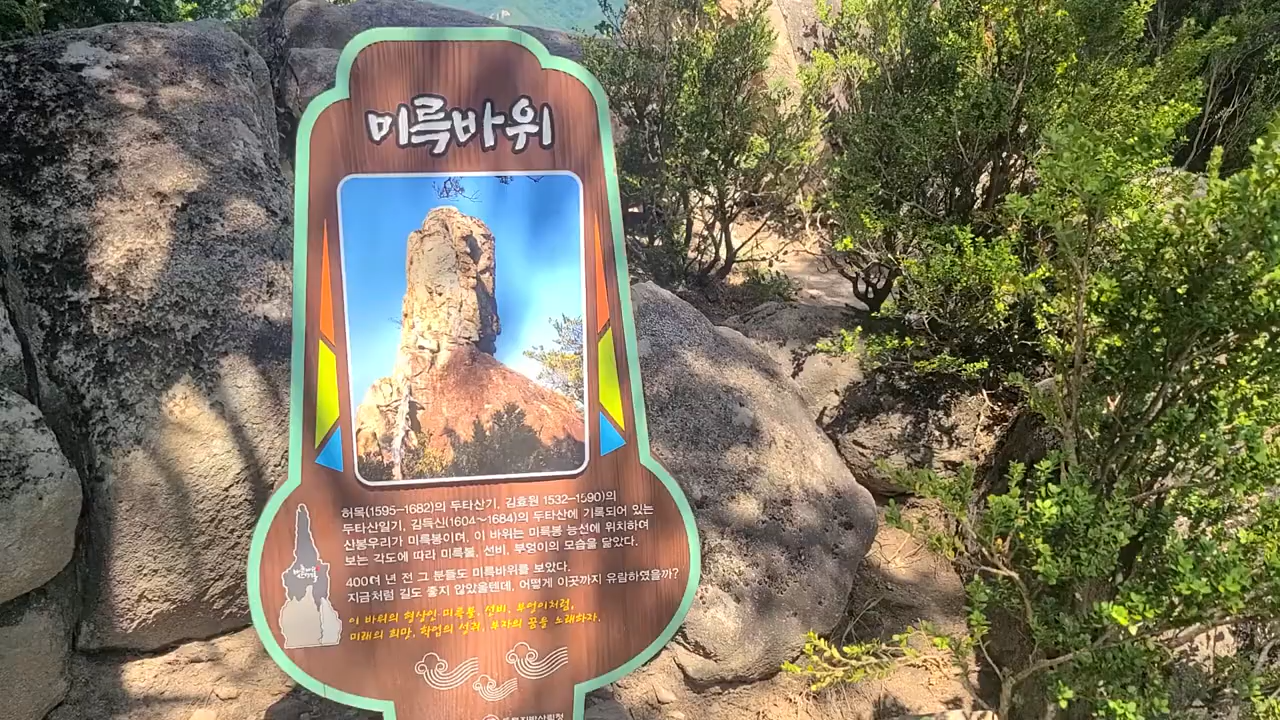 미륵바위
허목(1595-1682)의 두타산기, 김효원 1532-1590)의
두타산일기, 김득신(1604~1684)의 두타산에 기록되어 있는
산봉우리가 미륵봉이며, 이 바위는 미륵봉 능선에 위치하여
보는 각도에 따라 미륵불, 선비, 부엉이의 모습을 닮았다.
400여 년 전 그 분들도 미륵바위를 보았다.
지금처럼 길도 좋지 않았을텐데, 어떻게 이곳까지 유람하였을까?
이 바위의 형상인 미륵불, 선비, 부엉이처럼,
미래의 희망, 학업의 성취, 부자의 꿈을 노래하자.